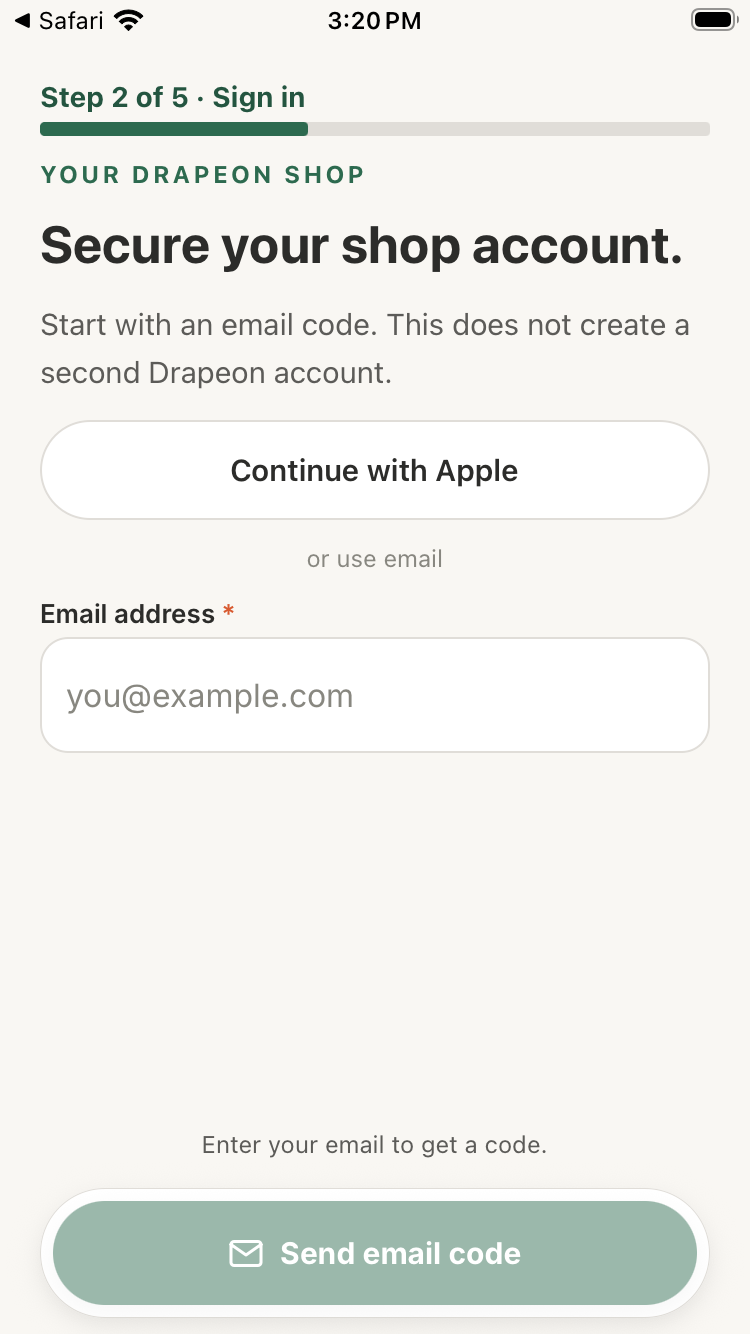 Safari
3:20 PM
Step 2 of 5 · Sign in
YOUR DRAPEON SHOP
Secure your shop account.
Start with an email code. This does not create a
second Drapeon account.
Continue with Apple
or use email
Email address *
you@example.com
Enter your email to get a code.
Send email code